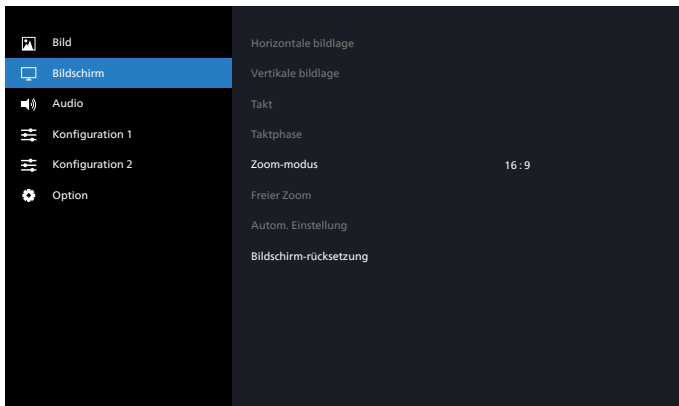 Bild
Bildschirm
Audio
Konfiguration 1
Konfiguration 2
Option
Horizontale bildlage
Vertikale bildlage
Takt
Taktphase
Zoom-modus 16 : 9
Freier Zoom
Autom. Einstellung
Bildschirm-rücksetzung